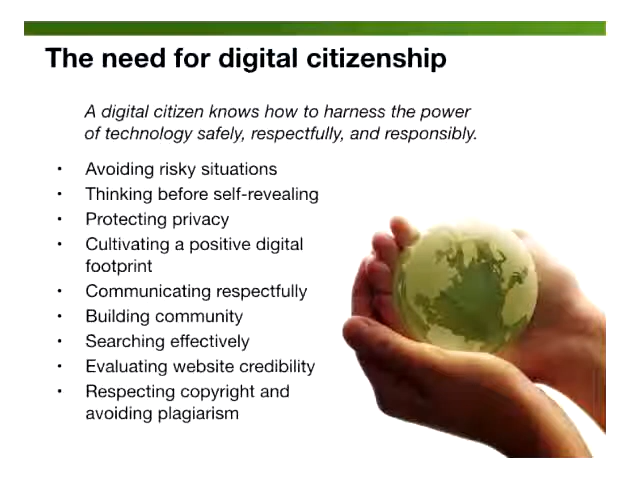 The need for digital citizenship
A digital citizen knows how to harness the power
of technology safely, respectfully, and responsibly.
• Avoiding risky situations
• Thinking before self-revealing
• Protecting privacy
• Cultivating a positive digital
footprint
• Communicating respectfully
• Building community
• Searching effectively
• Evaluating website credibility
• Respecting copyright and
avoiding plagiarism